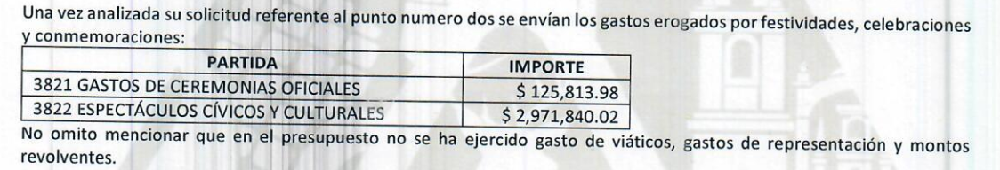 Una vez analizada su solicitud referente al punto numero dos se envían los gastos erogados por festividades, celebraciones
y conmemoraciones:
PARTIDA IMPORTE
3821 GASTOS DE CEREMONIAS OFICIALES $ 125,813.98
3822 ESPECTÁCULOS CÍVICOS Y CULTURALES $ 2,971,840.02
No omito mencionar que en el presupuesto no se ha ejercido gasto de viáticos, gastos de representación y montos
revolventes.